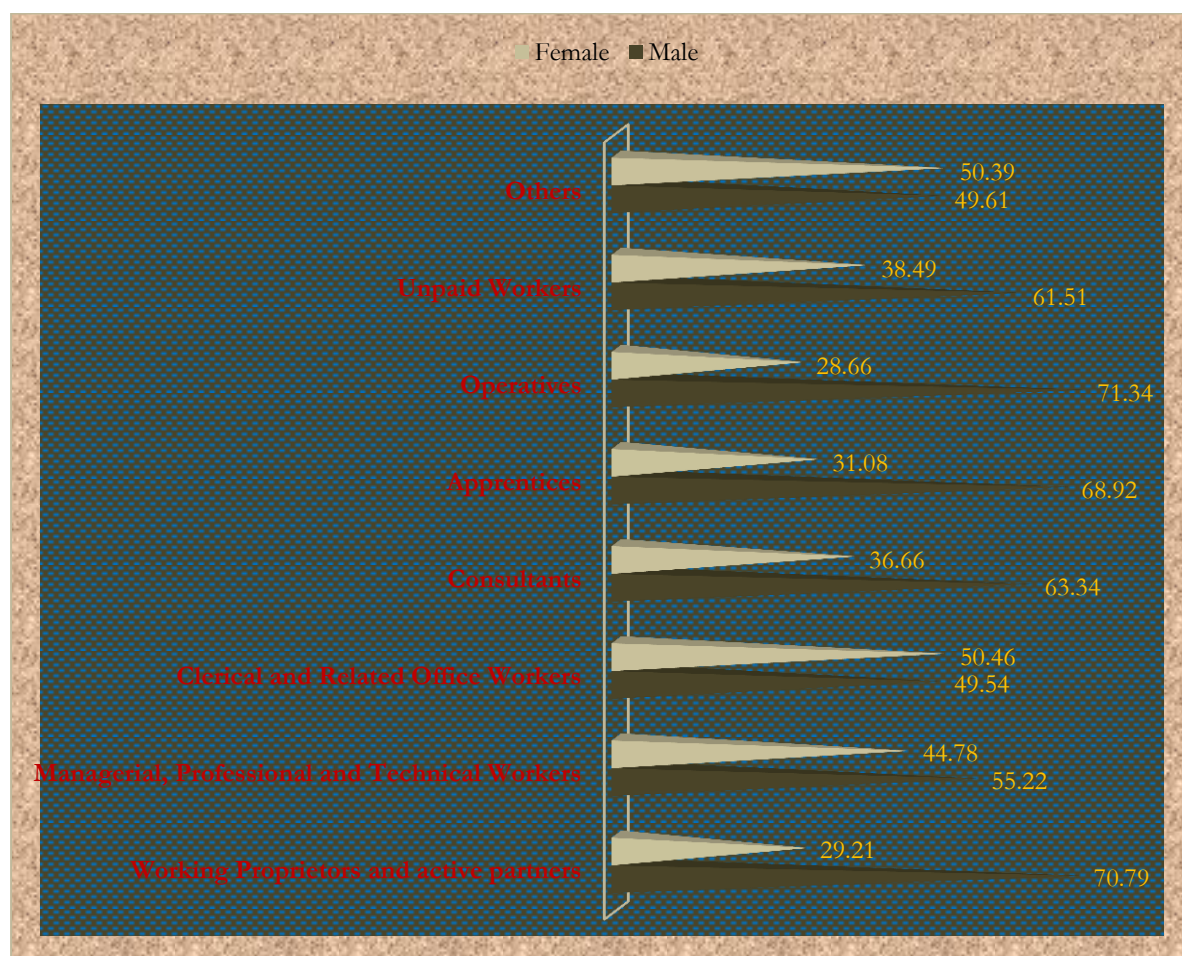 Female Male
Others
50.39
49.61
Unpaid Workers
38.49
61.51
Operatives
28.66
71.34
Apprentices
31.08
68.92
Consultants
36.66
63.34
Clerical and Related Office Workers
50.46
49.54
Managerial, Professional and Technical Workers
44.78
55.22
Working Proprietors and active partners
29.21
70.79